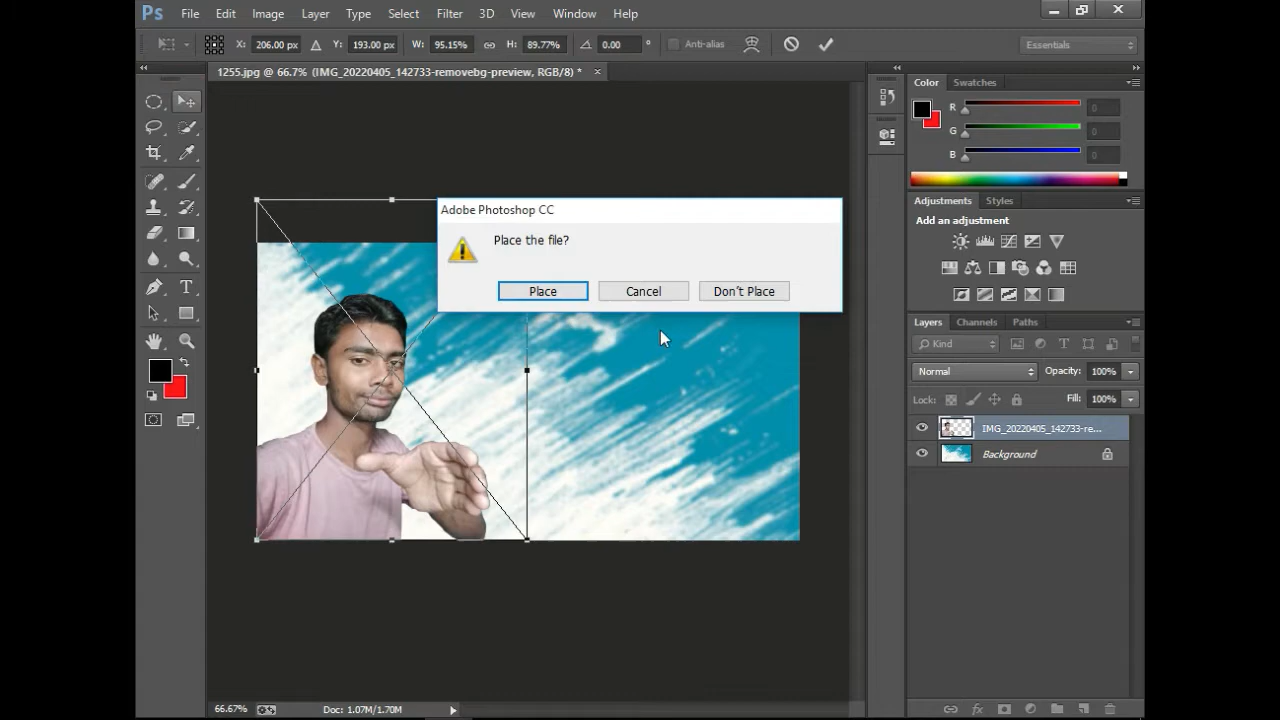 Ps File Edit Image Layer Type Select Filter 3D View Window Help
X: 206.00 px Y: 193.00 px W: 95.15% H: 89.77% 0.00 ° Anti-alias Essentials
1255.jpg @ 66.7% (IMG_20220405_142733-removebg-preview, RGB/8) * ×
Color Swatches
R 0
G 0
B 0
Adobe Photoshop CC
Place the file?
Place Cancel Don't Place
Adjustments Styles
Add an adjustment
Layers Channels Paths
Kind
Normal Opacity: 100%
Lock: Fill: 100%
IMG_20220405_142733-re...
Background
66.67% Doc: 1.07M/1.70M